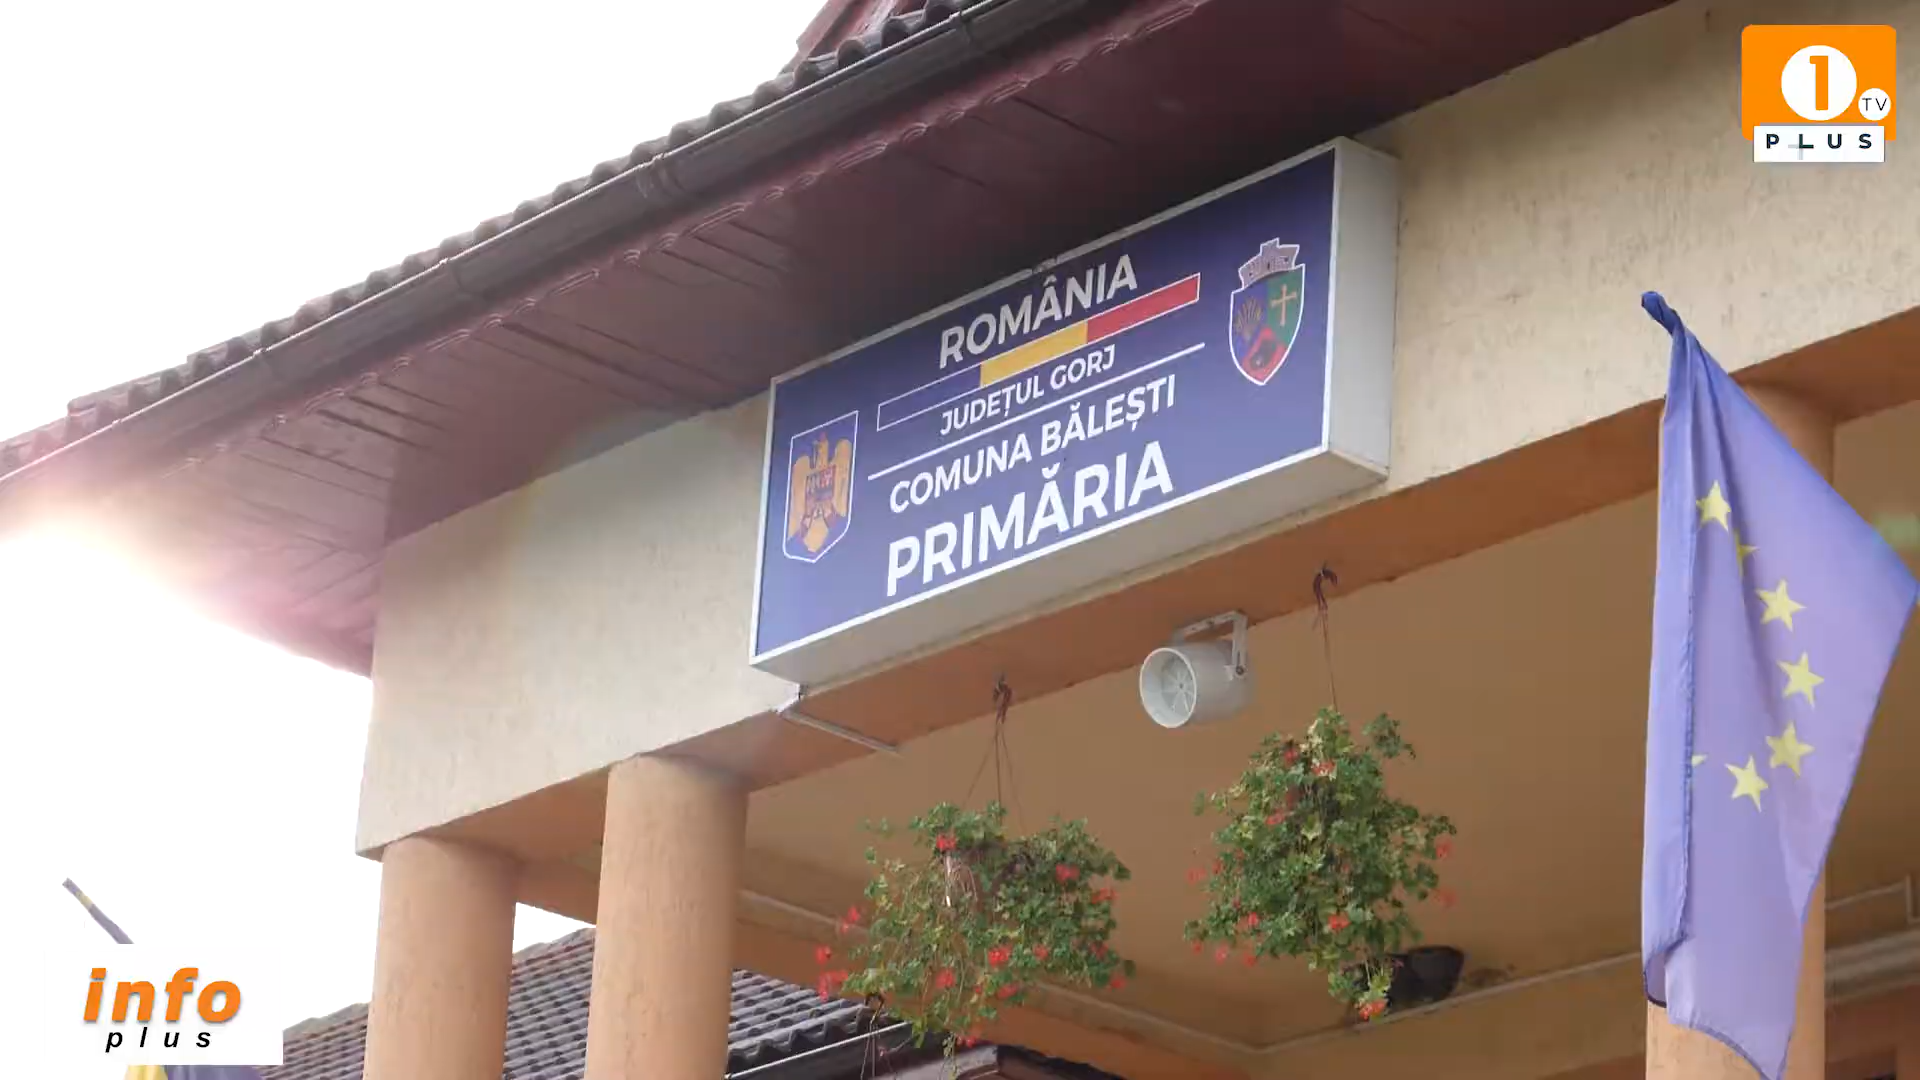 1
TV
PLUS
ROMÂNIA
JUDEȚUL GORJ
COMUNA BĂLEȘTI
PRIMĂRIA
info
plus